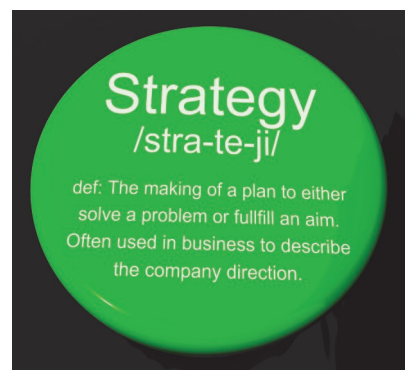 Strategy
/stra-te-ji/
def: The making of a plan to either
solve a problem or fullfill an aim.
Often used in business to describe
the company direction.